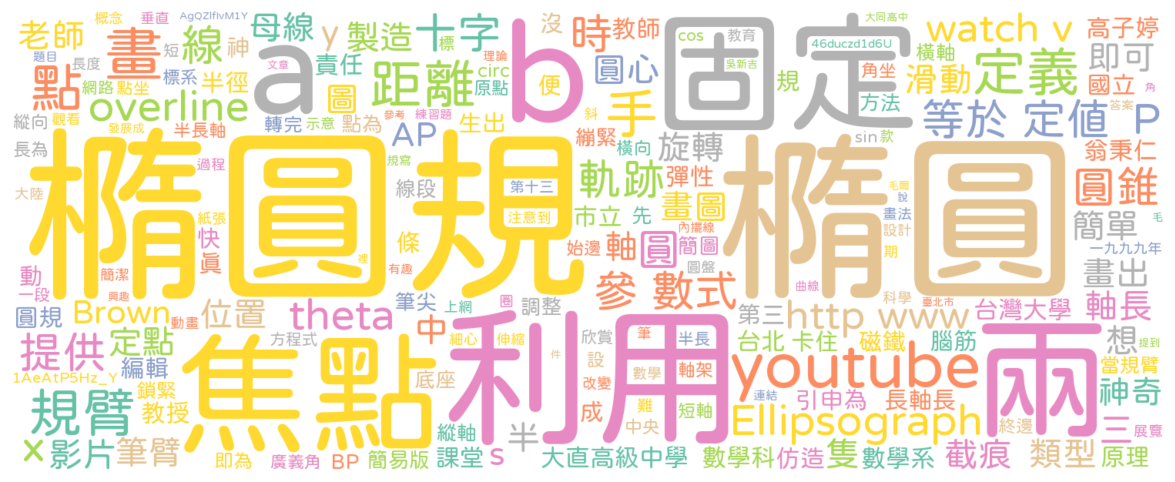 老師 概念 垂直 AgQZlflvM1Y 母線 y 製造 十字 沒 時 教師 cos 教育 大同高中 46duczd1d6U watch v 高子婷
題目 畫 線 短 神 責任 標 理論 圓心 吳新吉 角坐 橫軸 即可
點 長度 文章 a b 便 規 固定 滑動 定義 國立
網路 點坐 標系 半徑 circ 原點 距離 方法 角
縱向 觀看 overline 圖 參考 練習題 手 斜 等於 定值 P 答案
發展成 半長軸 轉完 示意 點為 AP 生出 繃緊 橫向 旋轉 sin 款 翁秉仁
長為 過程 規寫 軌跡 彈性 毛爾
大陸 橢圓規 線段 第十三 橢圓 說 圓錐
紙張 注意到 市立 先 畫圖 畫法 毛
快 真 條 始邊 軸 圓 內擺線 簡圖 設計 簡單 一九九九年
動 簡潔 裡 有趣 圓盤 期 畫出
一段 興趣 theta 筆尖 上網 圈 調整 參數式 曲線 科學 臺北市
圓規 Brown 動畫 位置 中 第三 http www 台灣大學 軸長
提供 定點 方程式 焦點 細心 伸縮 利用 欣賞 筆 半長 台北 卡住 磁鐵 腦筋 兩 想 提到
1AeAtP5Hz_Y 編輯 底座 件 設 數學 軸架 youtube 當規臂
規臂 鎖緊 改變 連結 引申為 長軸長 神奇
教授 成 難 短軸 Ellipsograph 終邊 三 展覽
x 影片 筆臂 縱軸 半 中央
即為 廣義角 BP 簡易版 課堂 s 大直高級中學 數學科 仿造 隻 數學系 截痕 類型 原理